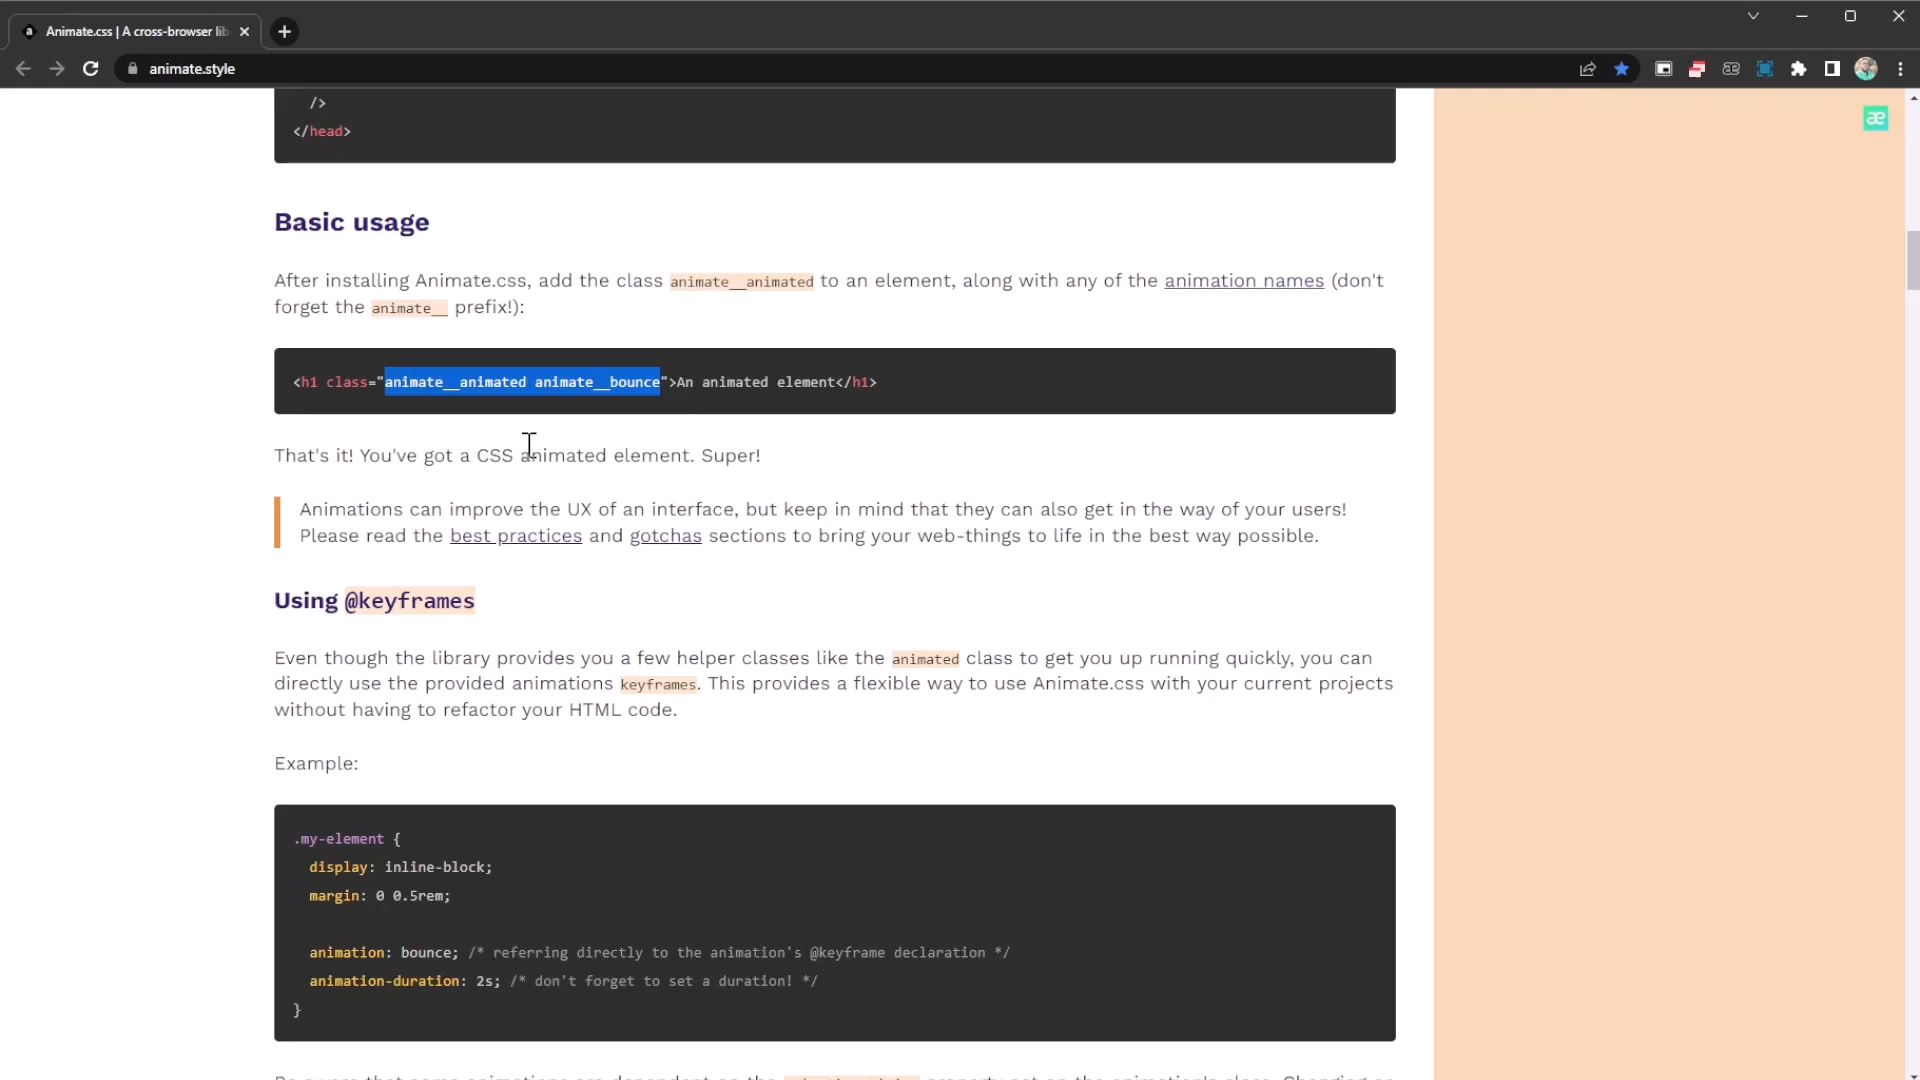 Animate.css | A cross-browser lib
animate.style
/>
</head>
Basic usage
After installing Animate.css, add the class animate__animated to an element, along with any of the animation names (don't
forget the animate__ prefix!):
<h1 class="animate__animated animate__bounce">An animated element</h1>
That's it! You've got a CSS animated element. Super!
Animations can improve the UX of an interface, but keep in mind that they can also get in the way of your users!
Please read the best practices and gotchas sections to bring your web-things to life in the best way possible.
Using @keyframes
Even though the library provides you a few helper classes like the animated class to get you up running quickly, you can
directly use the provided animations keyframes. This provides a flexible way to use Animate.css with your current projects
without having to refactor your HTML code.
Example:
.my-element {
display: inline-block;
margin: 0 0.5rem;
animation: bounce; /* referring directly to the animation's @keyframe declaration */
animation-duration: 2s; /* don't forget to set a duration! */
}